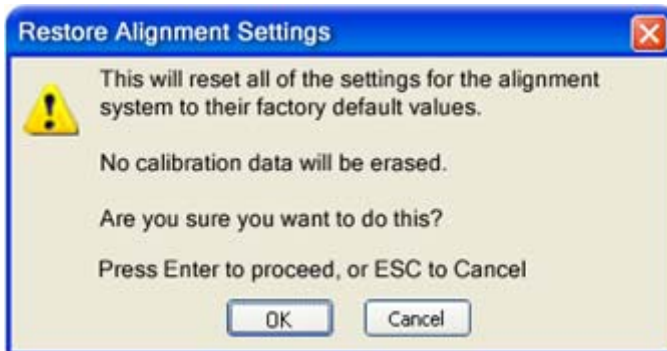 Restore Alignment Settings
This will reset all of the settings for the alignment
system to their factory default values.
No calibration data will be erased.
Are you sure you want to do this?
Press Enter to proceed, or ESC to Cancel
OK
Cancel